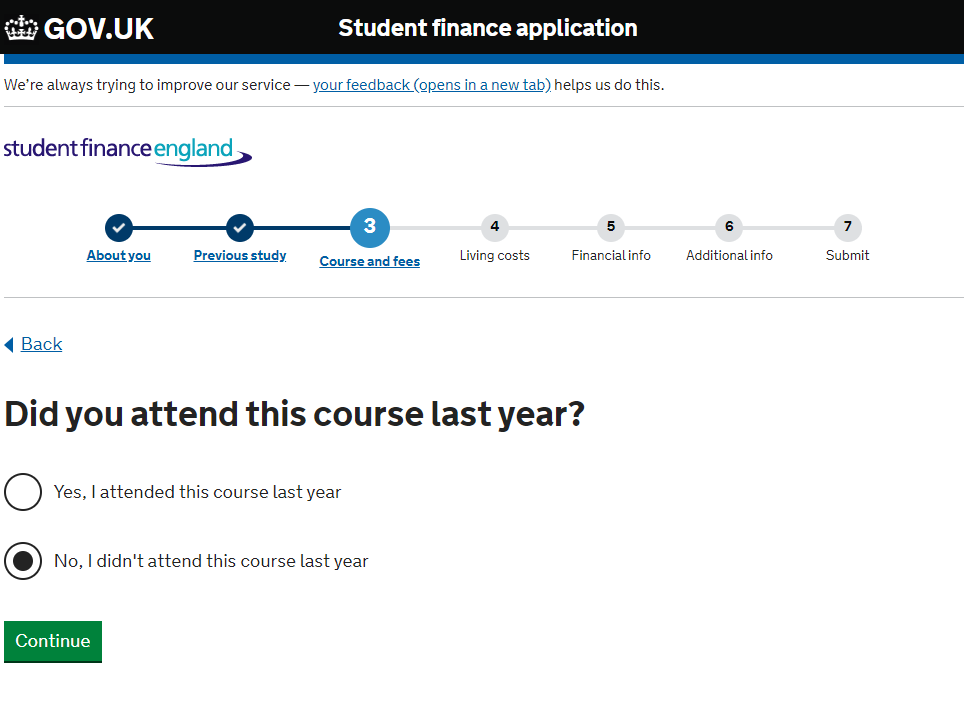 GOV.UK
Student finance application
We're always trying to improve our service — your feedback (opens in a new tab) helps us do this.
studentfinance england
3 4 5 6 7
About you Previous study Course and fees Living costs Financial info Additional info Submit
Back
Did you attend this course last year?
Yes, I attended this course last year
No, I didn't attend this course last year
Continue